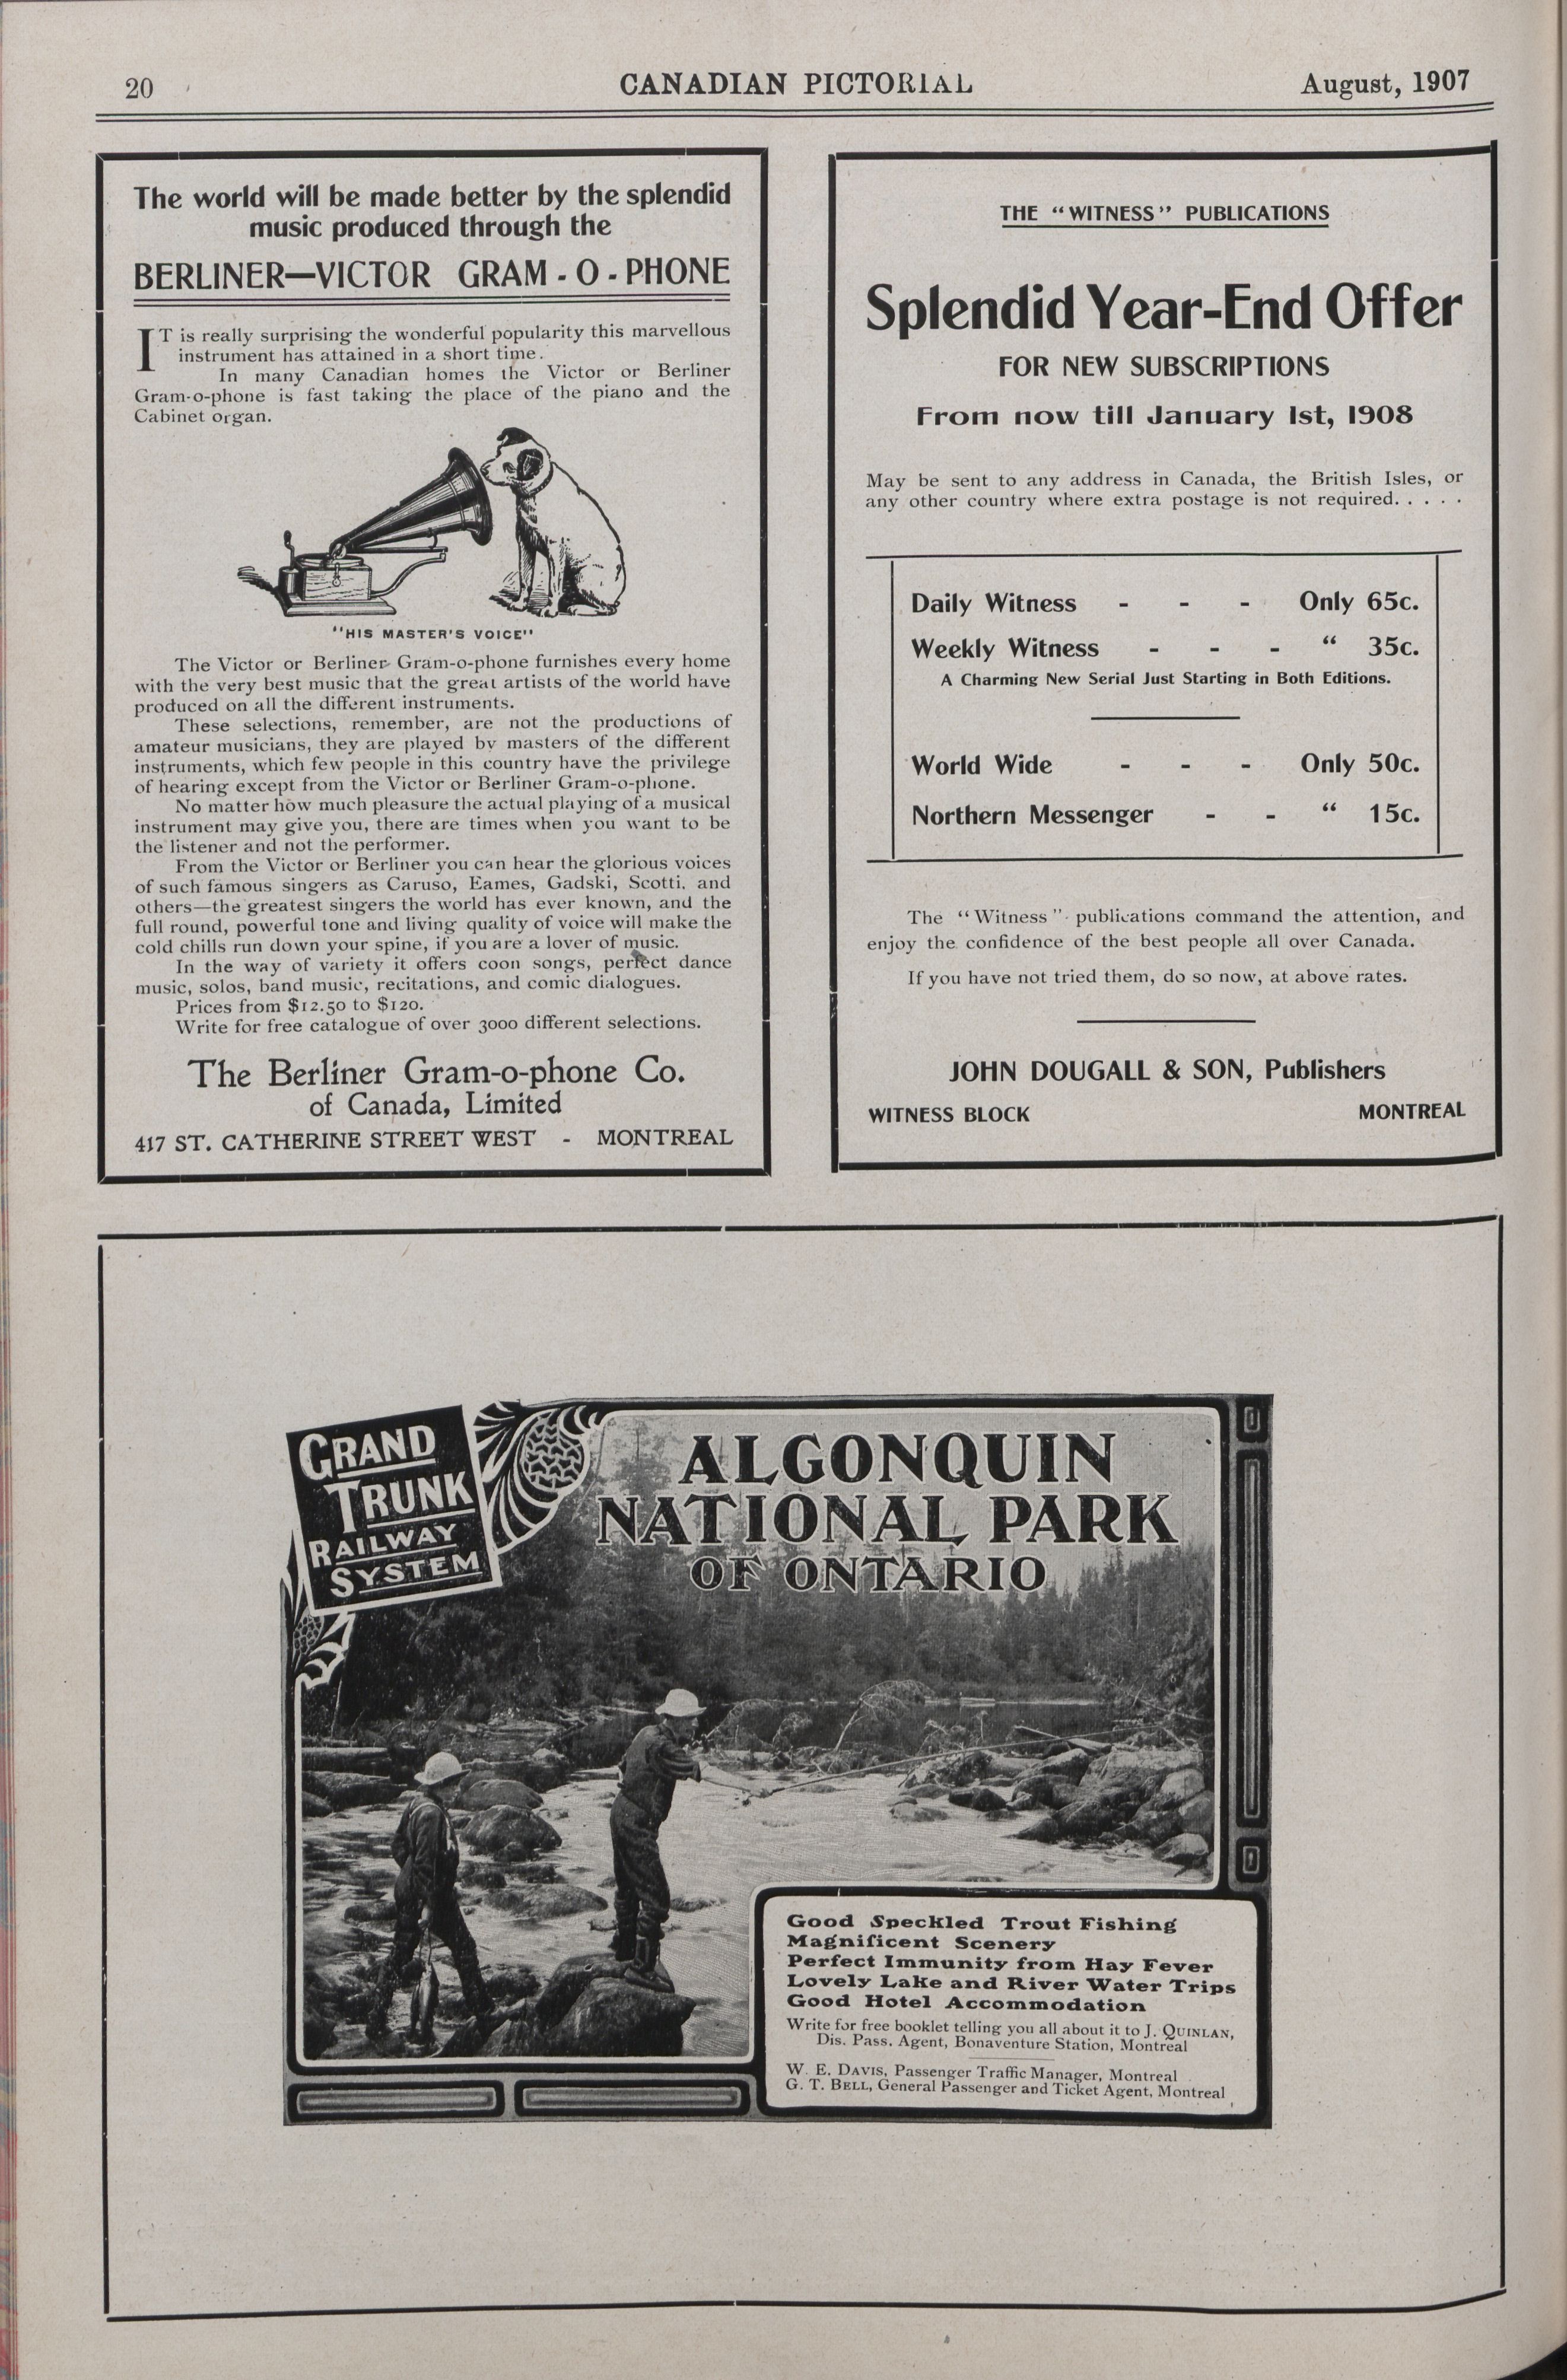 20
CANADIAN PICTORIAL
August, 1907
The world will be made better by the splendid
music produced through the
BERLINER—VICTOR GRAM-O-PHONE
IT is really surprising the wonderful popularity this marvellous
instrument has attained in a short time.
In many Canadian homes the Victor or Berliner
Gram-o-phone is fast taking the place of the piano and the
Cabinet organ.
"HIS MASTER'S VOICE"
The Victor or Berliner Gram-o-phone furnishes every home
with the very best music that the great artists of the world have
produced on all the different instruments.
These selections, remember, are not the productions of
amateur musicians, they are played by masters of the different
instruments, which few people in this country have the privilege
of hearing except from the Victor or Berliner Gram-o-phone.
No matter how much pleasure the actual playing of a musical
instrument may give you, there are times when you want to be
the listener and not the performer.
From the Victor or Berliner you can hear the glorious voices
of such famous singers as Caruso, Eames, Gadski, Scotti, and
others—the greatest singers the world has ever known, and the
full round, powerful tone and living quality of voice will make the
cold chills run down your spine, if you are a lover of music.
In the way of variety it offers coon songs, perfect dance
music, solos, band music, recitations, and comic dialogues.
Prices from $12.50 to $120.
Write for free catalogue of over 3000 different selections.
The Berliner Gram-o-phone Co.
of Canada, Limited
417 ST. CATHERINE STREET WEST - MONTREAL
THE "WITNESS" PUBLICATIONS
Splendid Year-End Offer
FOR NEW SUBSCRIPTIONS
From now till January 1st, 1908
May be sent to any address in Canada, the British Isles, or
any other country where extra postage is not required. . . . .
Daily Witness - - - Only 65c.
Weekly Witness - - - " 35c.
A Charming New Serial Just Starting in Both Editions.
World Wide - - - Only 50c.
Northern Messenger - - " 15c.
The "Witness" publications command the attention, and
enjoy the confidence of the best people all over Canada.
If you have not tried them, do so now, at above rates.
JOHN DOUGALL & SON, Publishers
WITNESS BLOCK MONTREAL
GRAND
TRUNK
RAILWAY
SYSTEM
ALGONQUIN
NATIONAL PARK
OF ONTARIO
Good Speckled Trout Fishing
Magnificent Scenery
Perfect Immunity from Hay Fever
Lovely Lake and River Water Trips
Good Hotel Accommodation
Write for free booklet telling you all about it to J. QUINLAN,
Dis. Pass. Agent, Bonaventure Station, Montreal
W. E. DAVIS, Passenger Traffic Manager, Montreal
G. T. BELL, General Passenger and Ticket Agent, Montreal